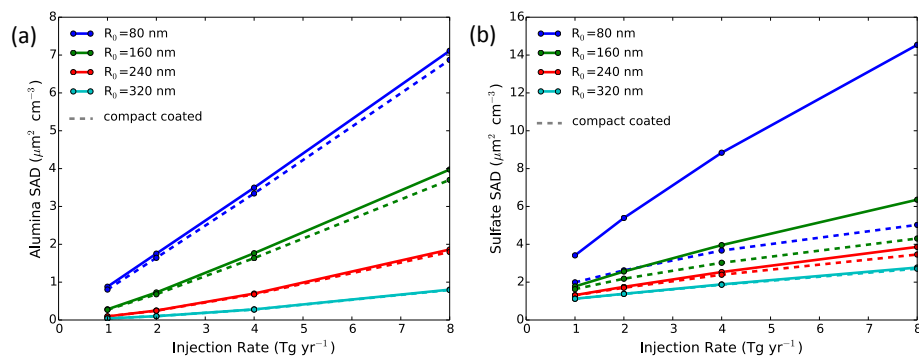 (a)
R₀=80 nm
R₀=160 nm
R₀=240 nm
R₀=320 nm
compact coated
Alumina SAD (μm² cm⁻³)
8
7
6
5
4
3
2
1
0
0 1 2 3 4 5 6 7 8
Injection Rate (Tg yr⁻¹)
(b)
R₀=80 nm
R₀=160 nm
R₀=240 nm
R₀=320 nm
compact coated
Sulfate SAD (μm² cm⁻³)
16
14
12
10
8
6
4
2
0
0 1 2 3 4 5 6 7 8
Injection Rate (Tg yr⁻¹)